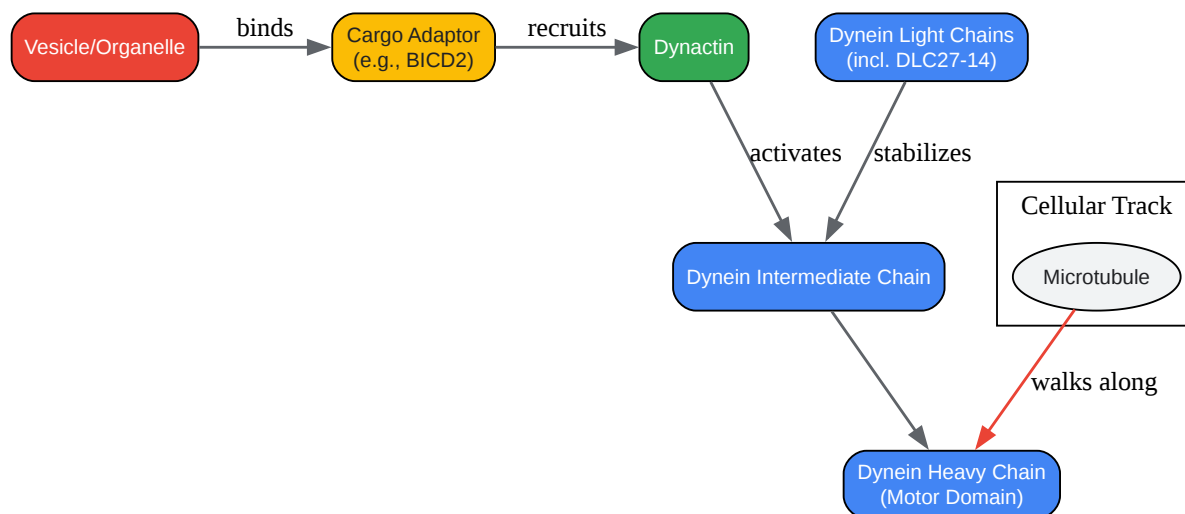 Vesicle/Organelle
binds
Cargo Adaptor
(e.g., BICD2)
recruits
Dynactin
Dynein Light Chains
(incl. DLC27-14)
activates
stabilizes
Cellular Track
Microtubule
Dynein Intermediate Chain
walks along
Dynein Heavy Chain
(Motor Domain)